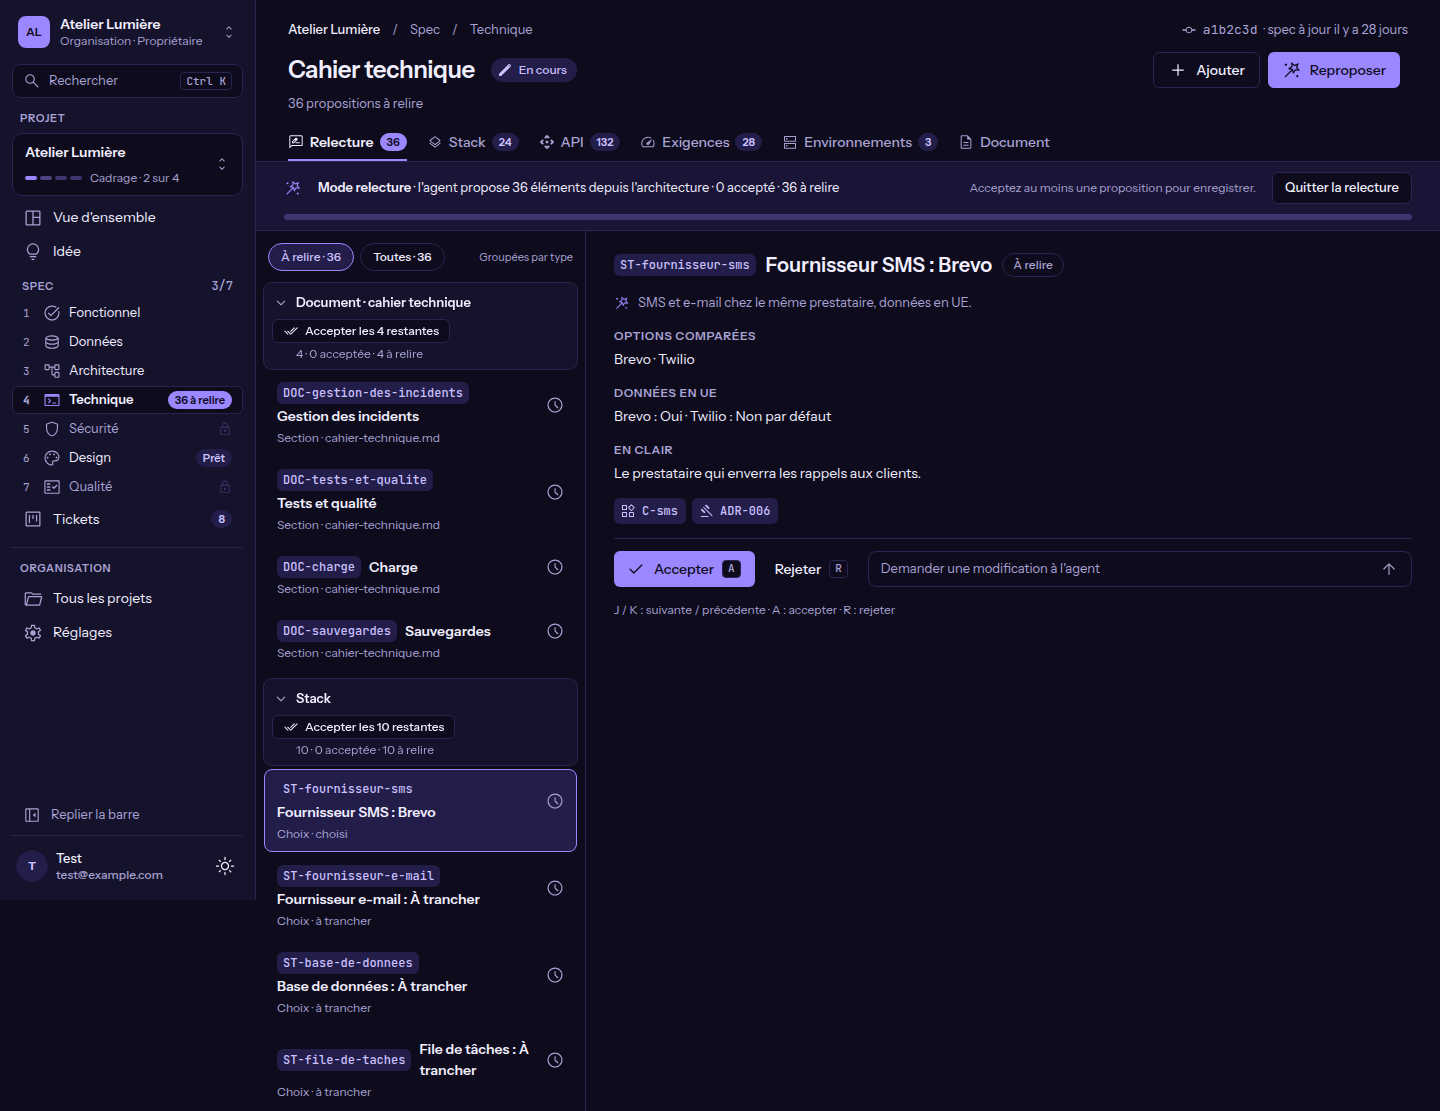 AL
Atelier Lumière
Organisation · Propriétaire
Rechercher
Ctrl K
PROJET
Atelier Lumière
Cadrage · 2 sur 4
Vue d'ensemble
Idée
SPEC 3/7
1 Fonctionnel
2 Données
3 Architecture
4 Technique 36 à relire
5 Sécurité
6 Design Prêt
7 Qualité
Tickets 8
ORGANISATION
Tous les projets
Réglages
Replier la barre
T
Test
test@example.com
Atelier Lumière / Spec / Technique
a1b2c3d · spec à jour il y a 28 jours
Cahier technique
En cours
Ajouter
Reproposer
36 propositions à relire
Relecture 36
Stack 24
API 132
Exigences 28
Environnements 3
Document
Mode relecture · l'agent propose 36 éléments depuis l'architecture · 0 accepté · 36 à relire
Acceptez au moins une proposition pour enregistrer.
Quitter la relecture
À relire · 36
Toutes · 36
Groupées par type
Document · cahier technique
Accepter les 4 restantes
4 · 0 acceptée · 4 à relire
DOC-gestion-des-incidents
Gestion des incidents
Section · cahier-technique.md
DOC-tests-et-qualite
Tests et qualité
Section · cahier-technique.md
DOC-charge Charge
Section · cahier-technique.md
DOC-sauvegardes Sauvegardes
Section · cahier-technique.md
Stack
Accepter les 10 restantes
10 · 0 acceptée · 10 à relire
ST-fournisseur-sms
Fournisseur SMS : Brevo
Choix · choisi
ST-fournisseur-e-mail
Fournisseur e-mail : À trancher
Choix · à trancher
ST-base-de-donnees
Base de données : À trancher
Choix · à trancher
ST-file-de-taches File de tâches : À
trancher
Choix · à trancher
ST-fournisseur-sms Fournisseur SMS : Brevo À relire
SMS et e-mail chez le même prestataire, données en UE.
OPTIONS COMPARÉES
Brevo · Twilio
DONNÉES EN UE
Brevo : Oui · Twilio : Non par défaut
EN CLAIR
Le prestataire qui enverra les rappels aux clients.
C-sms ADR-006
Accepter A
Rejeter R
Demander une modification à l'agent
J / K : suivante / précédente · A : accepter · R : rejeter